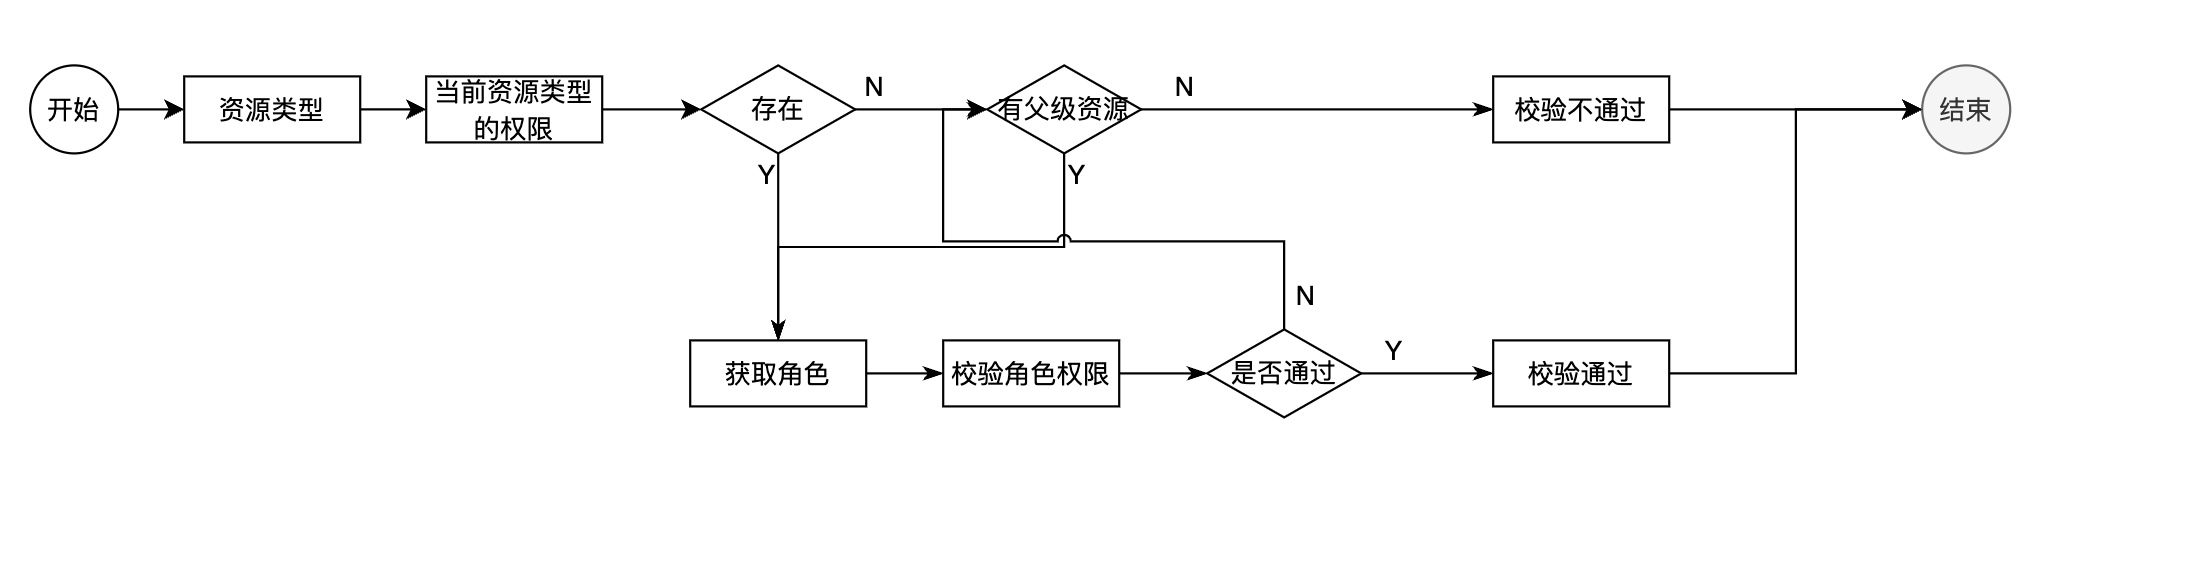 开始
资源类型
当前资源类型
的权限
存在
N
有父级资源
N
校验不通过
结束
Y
Y
N
获取角色
校验角色权限
是否通过
Y
校验通过